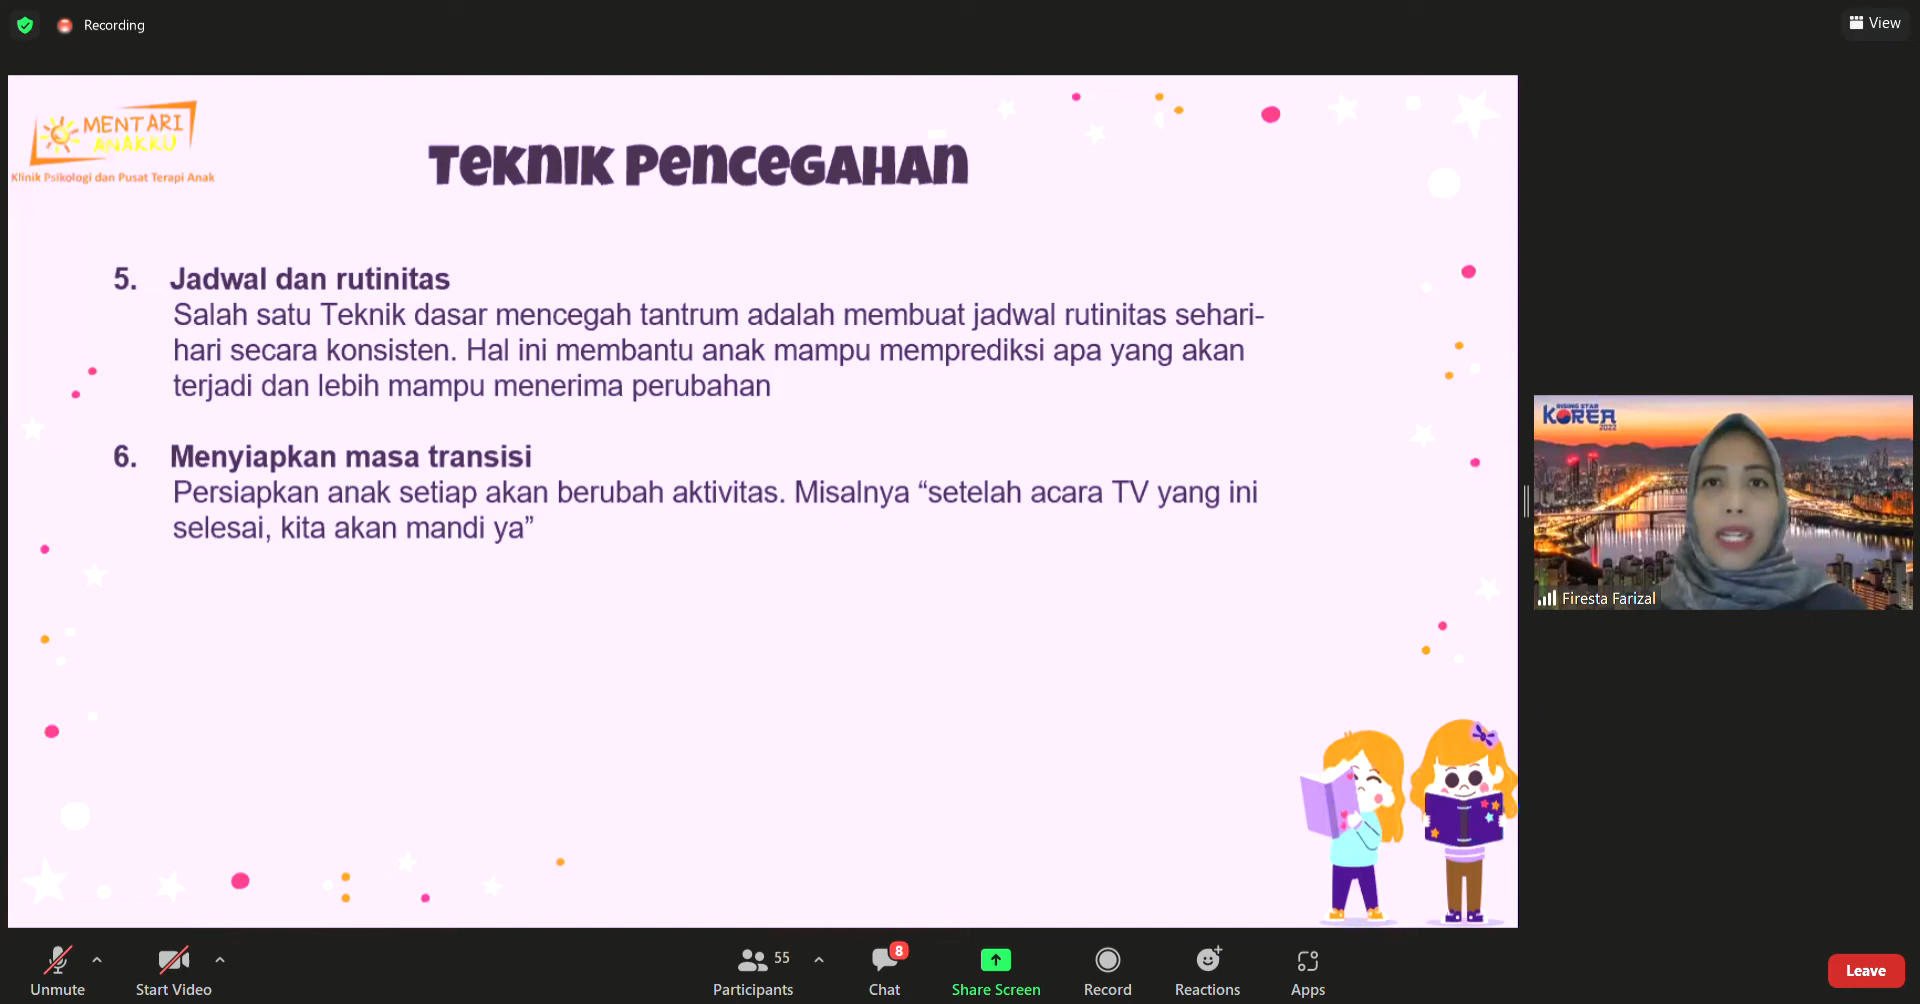 Recording
View
MENTARI
ANAKKU
Klinik Psikologi dan Pusat Terapi Anak
Teknik Pencegahan
5. Jadwal dan rutinitas
Salah satu Teknik dasar mencegah tantrum adalah membuat jadwal rutinitas sehari-
hari secara konsisten. Hal ini membantu anak mampu memprediksi apa yang akan
terjadi dan lebih mampu menerima perubahan
6. Menyiapkan masa transisi
Persiapkan anak setiap akan berubah aktivitas. Misalnya “setelah acara TV yang ini
selesai, kita akan mandi ya”
RISING STAR
KOREA
2022
Firesta Farizal
Unmute
Start Video
55
Participants
8
Chat
Share Screen
Record
Reactions
Apps
Leave